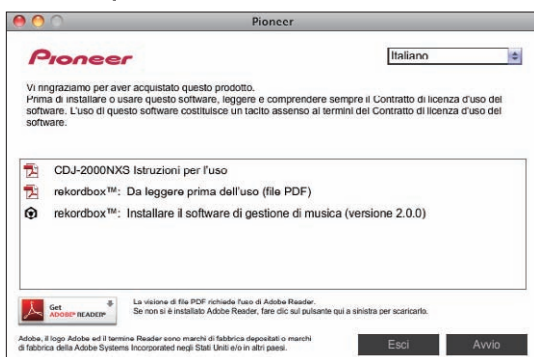 Pioneer
Pioneer
Italiano
Vi ringraziamo per aver acquistato questo prodotto.
Prima di installare o usare questo software, leggere e comprendere sempre il Contratto di licenza d'uso del
software. L'uso di questo software costituisce un tacito assenso ai termini del Contratto di licenza d'uso del
software.
CDJ-2000NXS Istruzioni per l'uso
rekordbox™: Da leggere prima dell'uso (file PDF)
rekordbox™: Installare il software di gestione di musica (versione 2.0.0)
Get
ADOBE® READER®
La visione di file PDF richiede l'uso di Adobe Reader.
Se non si è installato Adobe Reader, fare clic sul pulsante qui a sinistra per scaricarlo.
Adobe, il logo Adobe ed il termine Reader sono marchi di fabbrica depositati o marchi
di fabbrica della Adobe Systems Incorporated negli Stati Uniti e/o in altri paesi.
Esci
Avvio